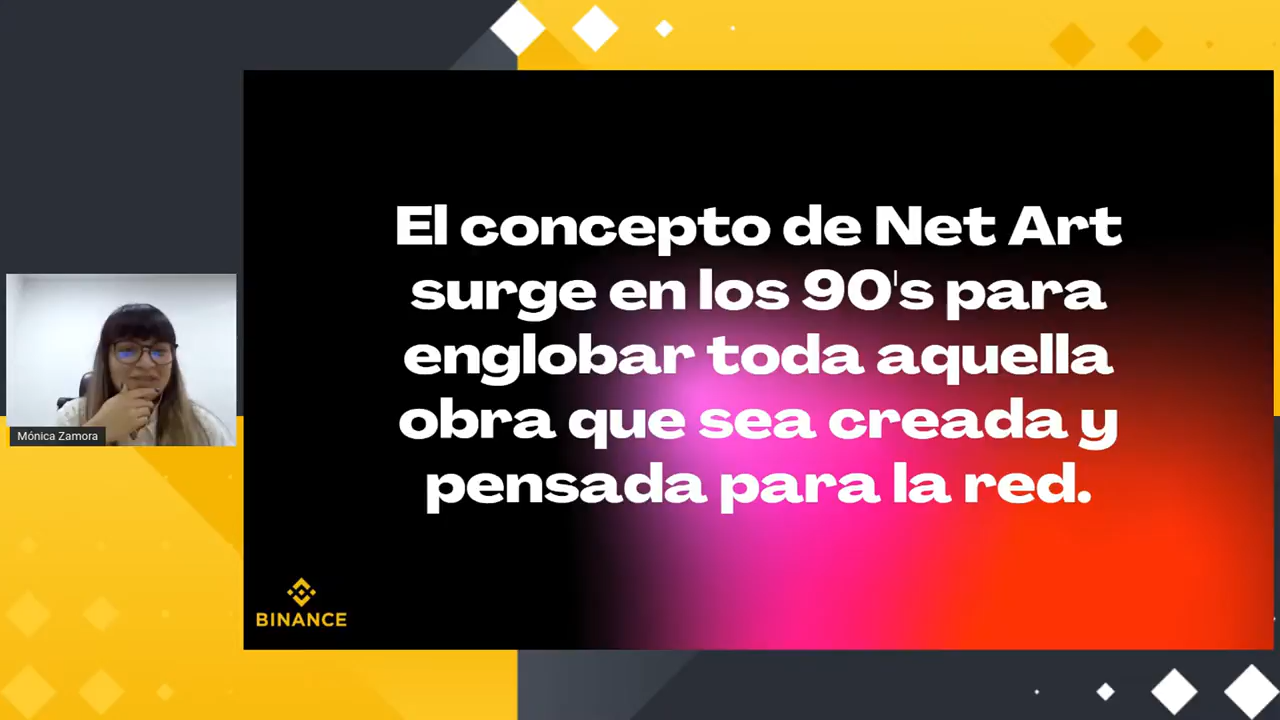 El concepto de Net Art
surge en los 90's para
englobar toda aquella
obra que sea creada y
pensada para la red.
Mónica Zamora
BINANCE